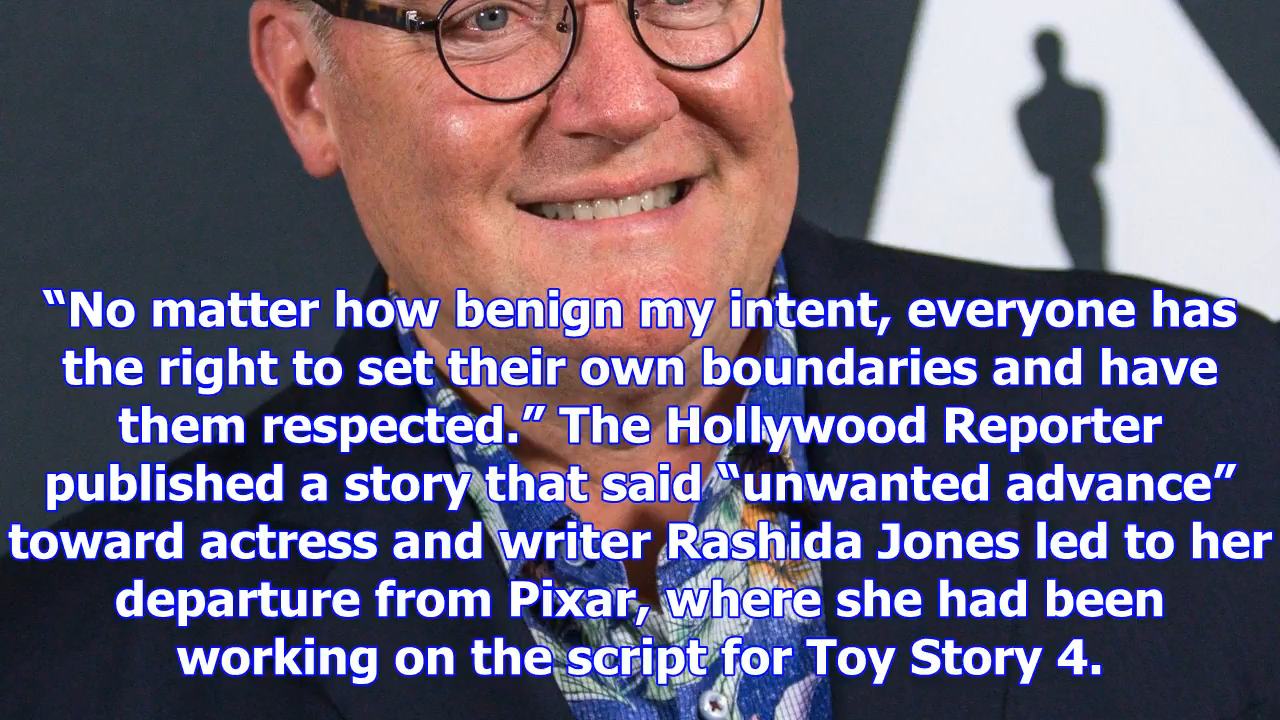 “No matter how benign my intent, everyone has
the right to set their own boundaries and have
them respected.” The Hollywood Reporter
published a story that said “unwanted advance”
toward actress and writer Rashida Jones led to her
departure from Pixar, where she had been
working on the script for Toy Story 4.